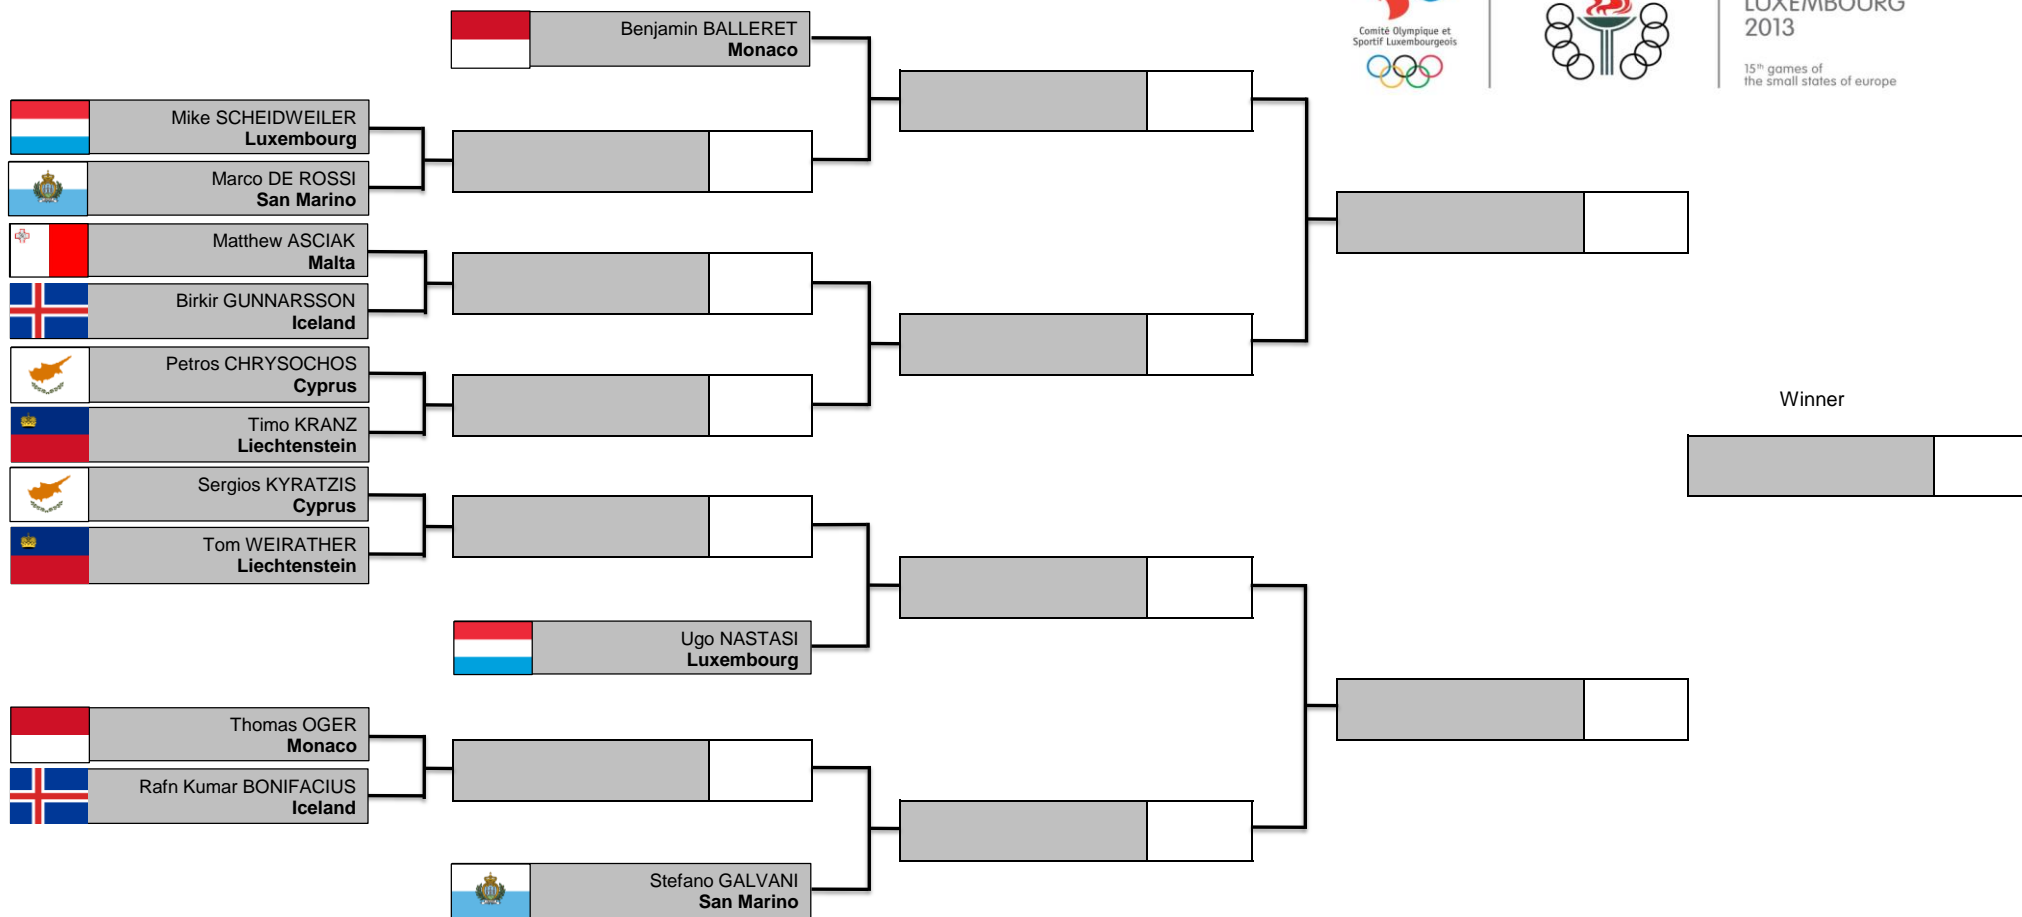 Benjamin BALLERET
Monaco
Mike SCHEIDWEILER
Luxembourg
Marco DE ROSSI
San Marino
Matthew ASCIAK
Malta
Birkir GUNNARSSON
Iceland
Petros CHRYSOCHOS
Cyprus
Timo KRANZ
Liechtenstein
Sergios KYRATZIS
Cyprus
Tom WEIRATHER
Liechtenstein
Ugo NASTASI
Luxembourg
Thomas OGER
Monaco
Rafn Kumar BONIFACIUS
Iceland
Stefano GALVANI
San Marino
Comité Olympique et
Sportif Luxembourgeois
LUXEMBOURG
2013
15th games of
the small states of europe
Winner